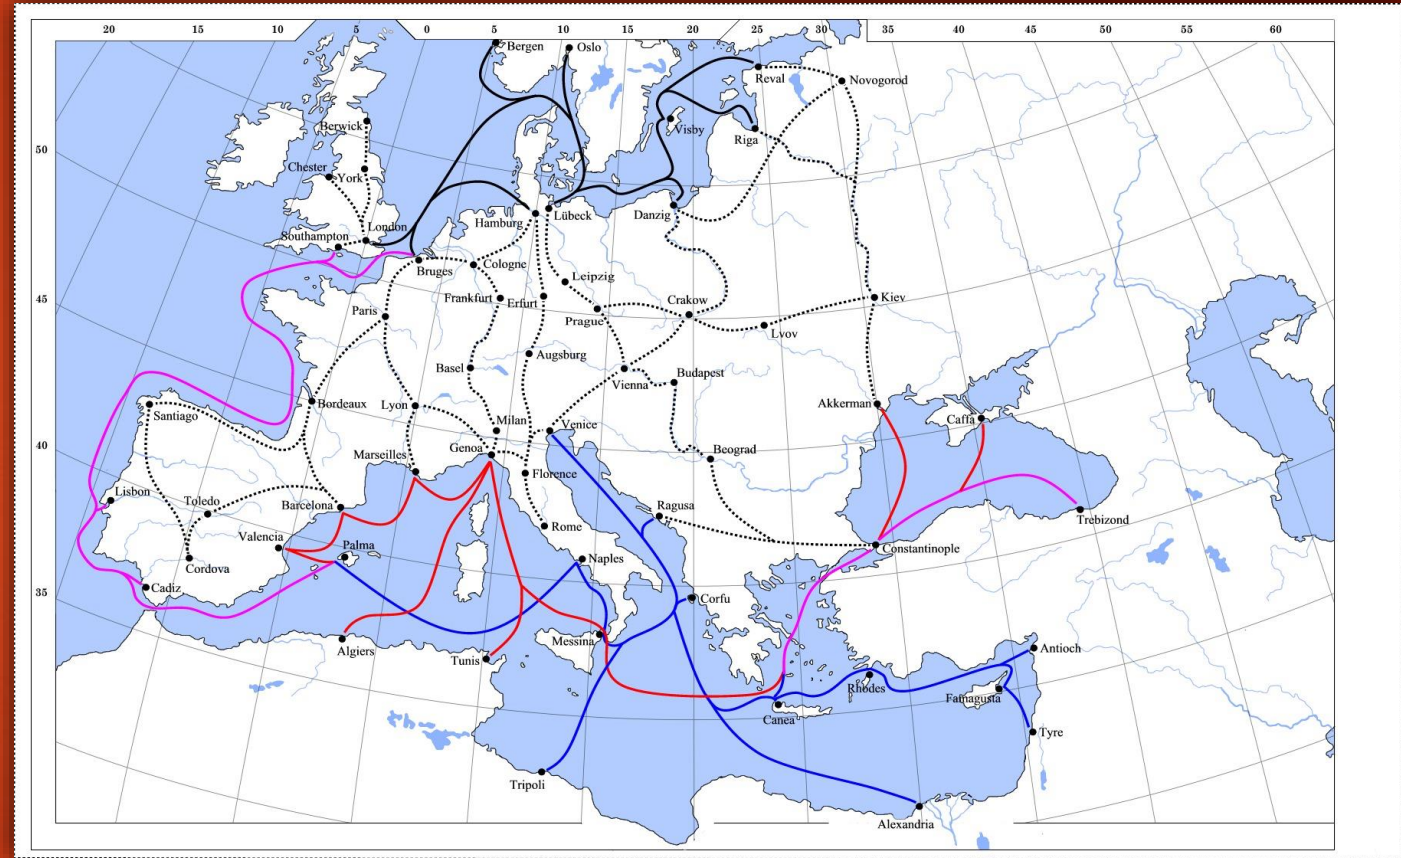 20 15 10 5 0 5 10 15 20 25 30 35 40 45 50 55 60
Bergen
Oslo
Reval
Novogorod
Berwick
Visby
Riga
50
Chester
York
London
Southampton
Hamburg
Lübeck
Danzig
Bruges
Cologne
Leipzig
45
Frankfurt
Erfurt
Crakow
Kiev
Paris
Prague
Lvov
Augsburg
Basel
Vienna
Budapest
Santiago
Bordeaux
Lyon
Milan
Venice
Akkerman
Caffa
40
Marseilles
Genoa
Beograd
Florence
Lisbon
Toledo
Barcelona
Ragusa
Trebizond
Rome
Valencia
Palma
Constantinople
Cordova
Naples
35
Cadiz
Corfu
Algiers
Messina
Tunis
Antioch
Rhodes
Famagusta
Canea
Tyre
Tripoli
Alexandria